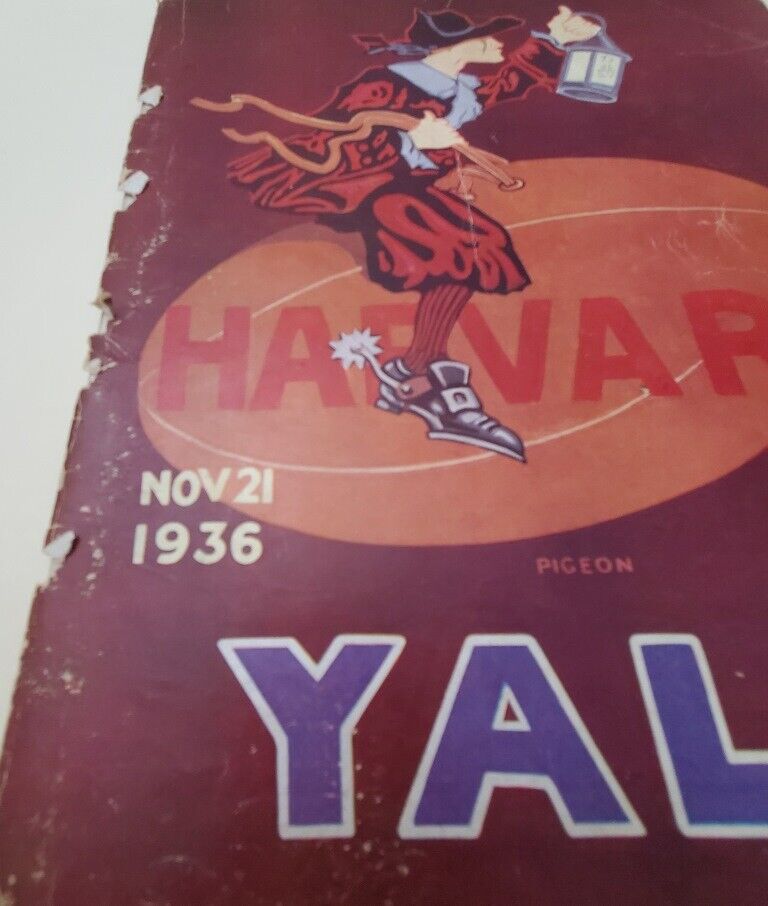 HARVAR
NOV 21
1936
PIGEON
YAL